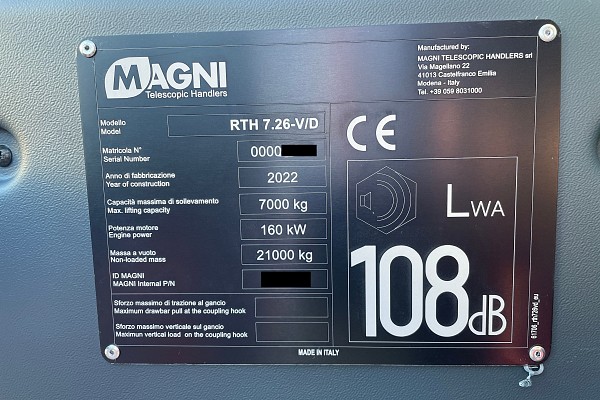 MAGNI
Telescopic Handlers
Manufactured by:
MAGNI TELESCOPIC HANDLERS srl
Via Magellano 22
41013 Castelfranco Emilia
Modena - Italy
Tel. +39 059 8031000
Modello
Model
RTH 7.26-V/D
Matricola N°
Serial Number
0000
Anno di fabbricazione
Year of construction
2022
Capacità massima di sollevamento
Max. lifting capacity
7000 kg
Potenza motore
Engine power
160 kW
Massa a vuoto
Non-loaded mass
21000 kg
ID MAGNI
MAGNI Internal P/N
Sforzo massimo di trazione al gancio
Maximum drawbar pull at the coupling hook
Sforzo massimo verticale sul gancio
Maximun vertical load on the coupling hook
CE
LWA
108dB
61706_rth726vd_eu
MADE IN ITALY